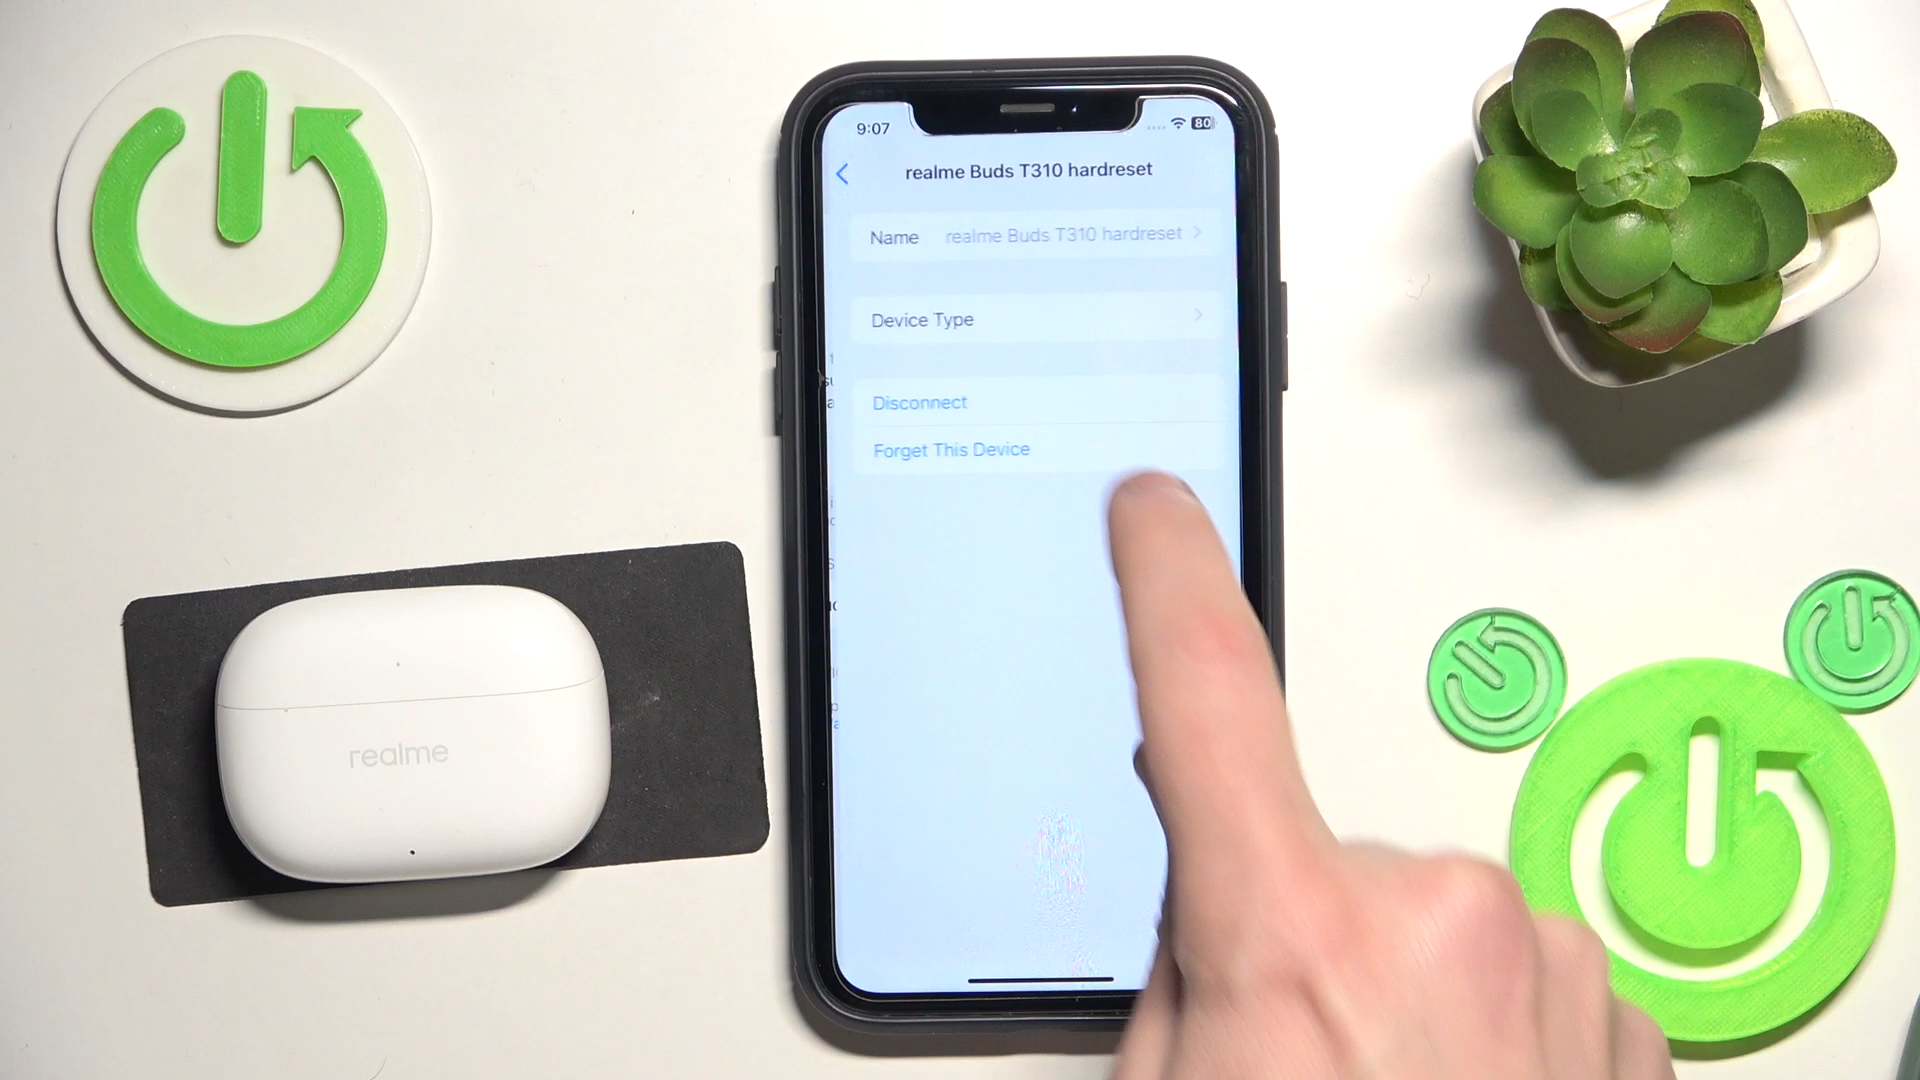 9:07
80
realme Buds T310 hardreset
Name realme Buds T310 hardreset
Device Type
Disconnect
Forget This Device
realme